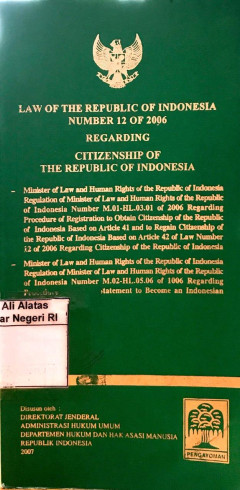 LAW OF THE REPUBLIC OF INDONESIA
NUMBER 12 OF 2006
REGARDING
CITIZENSHIP OF
THE REPUBLIC OF INDONESIA
- Minister of Law and Human Rights of the Republic of Indonesia
Regulation of Minister of Law and Human Rights of the Republic
of Indonesia Number M.01-HL.03.01 of 2006 Regarding
Procedure of Registration to Obtain Citizenship of the Republic
of Indonesia Based on Article 41 and to Regain Citizenship of
the Republic of Indonesia Based on Article 42 of Law Number
12 of 2006 Regarding Citizenship of the Republic of Indonesia
- Minister of Law and Human Rights of the Republic of Indonesia
Regulation of Minister of Law and Human Rights of the Republic
of Indonesia Number M.02-HL.05.06 of 1006 Regarding
tatement to Become an Indonesian
Ali Alatas
ar Negeri RI
Disusun oleh :
DIREKTORAT JENDERAL
ADMINISTRASI HUKUM UMUM
DEPARTEMEN HUKUM DAN HAK ASASI MANUSIA
REPUBLIK INDONESIA
2007
PENGAYOMAN